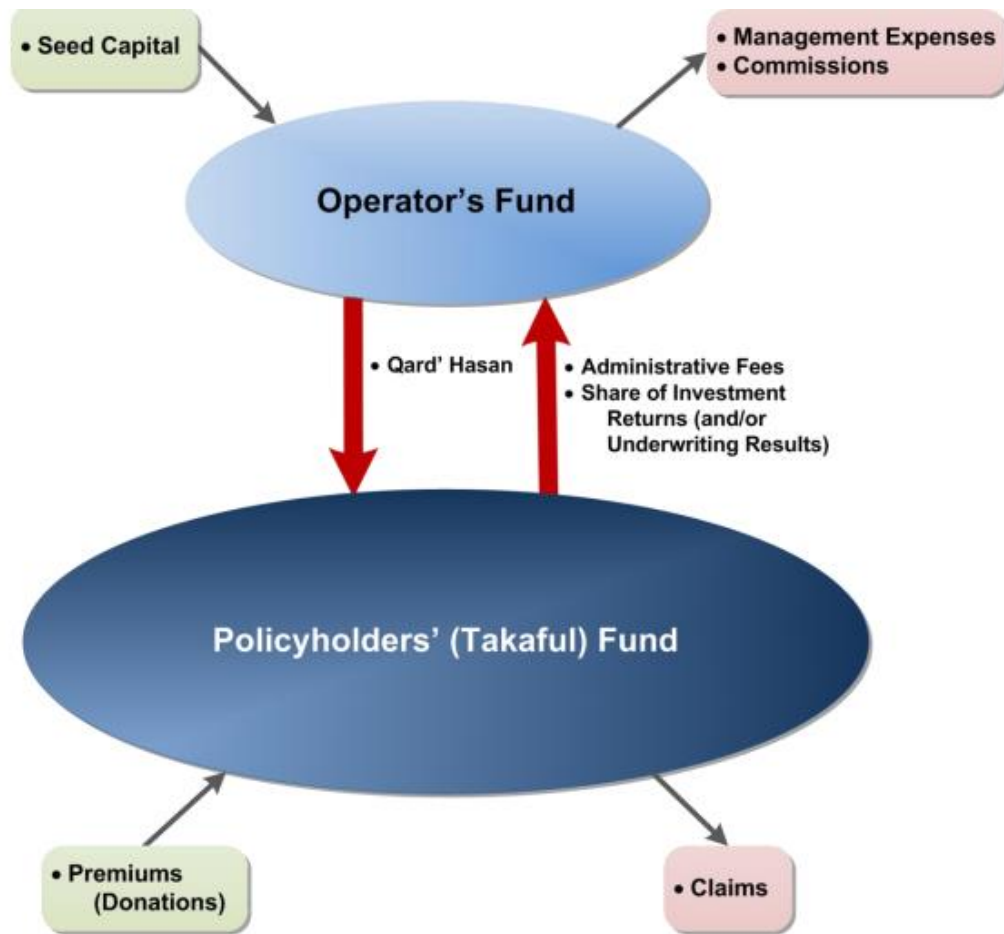 • Seed Capital
• Management Expenses
• Commissions
Operator’s Fund
• Qard’ Hasan
• Administrative Fees
• Share of Investment
Returns (and/or
Underwriting Results)
Policyholders’ (Takaful) Fund
• Premiums
(Donations)
• Claims